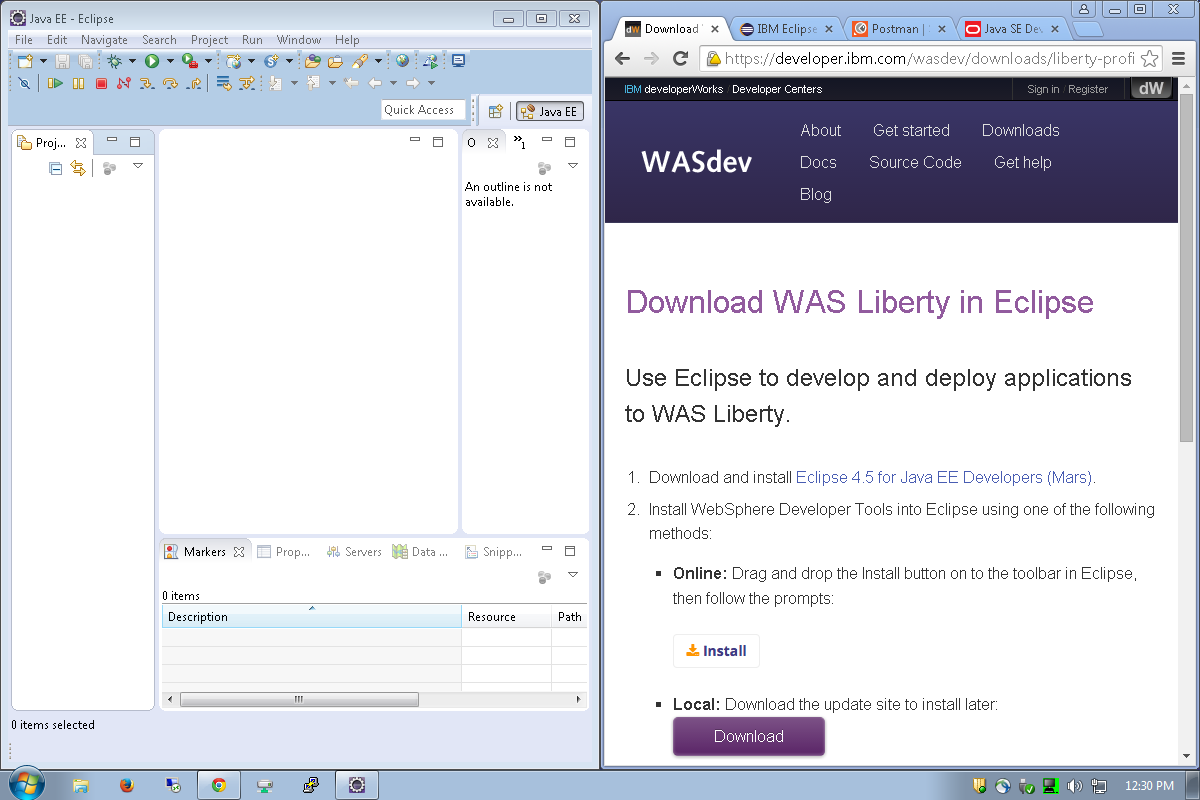 Java EE - Eclipse
File Edit Navigate Search Project Run Window Help
Quick Access
Java EE
Proj...
O
»1
An outline is not
available.
Markers Prop... Servers Data ... Snipp...
0 items
Description Resource Path
0 items selected
Download
IBM Eclipse
Postman |
Java SE Dev
https://developer.ibm.com/wasdev/downloads/liberty-profi
IBM developerWorks / Developer Centers
Sign in / Register
dW
WASdev
About Get started Downloads
Docs Source Code Get help
Blog
Download WAS Liberty in Eclipse
Use Eclipse to develop and deploy applications
to WAS Liberty.
1. Download and install Eclipse 4.5 for Java EE Developers (Mars).
2. Install WebSphere Developer Tools into Eclipse using one of the following
methods:
▪ Online: Drag and drop the Install button on to the toolbar in Eclipse,
then follow the prompts:
Install
▪ Local: Download the update site to install later:
Download
12:30 PM